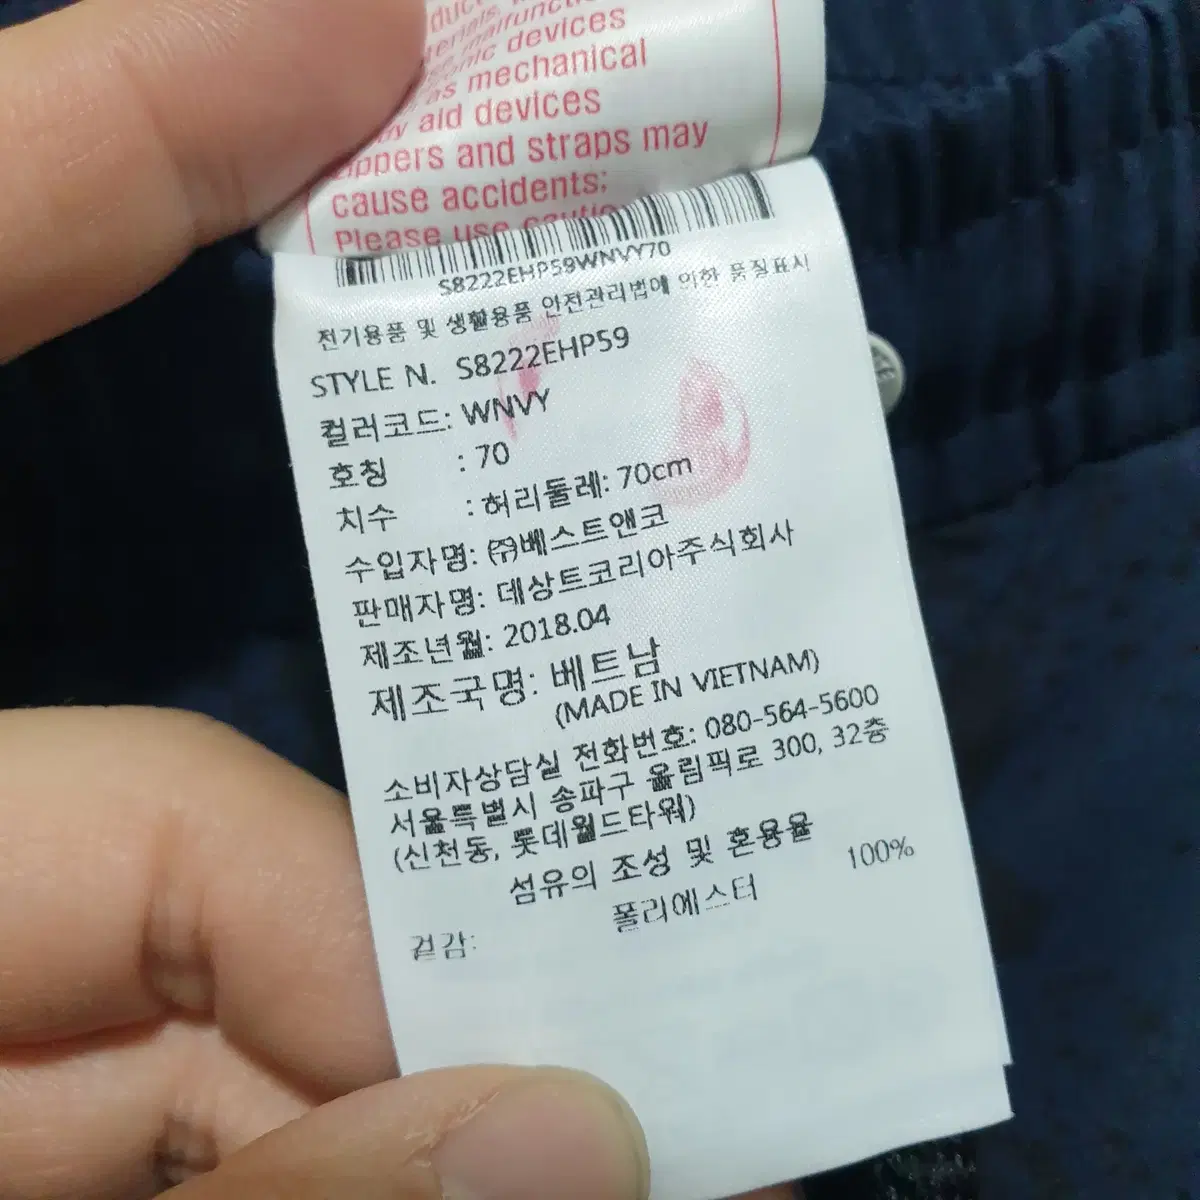 as mechanical
aid devices
and straps may
cause accidents;
Please use
S8222EHP59WNVY70
전기용품 및 생활용품 안전관리법에 의한 품질표시
STYLE N. S8222EHP59
컬러코드: WNVY
호칭 : 70
치수 : 허리둘레: 70cm
수입자명: ㈜베스트앤코
판매자명: 데상트코리아주식회사
제조년월: 2018.04
제조국명: 베트남
(MADE IN VIETNAM)
소비자상담실 전화번호: 080-564-5600
서울특별시 송파구 올림픽로 300, 32층
(신천동, 롯데월드타워)
섬유의 조성 및 혼용율
겉감: 폴리에스터 100%